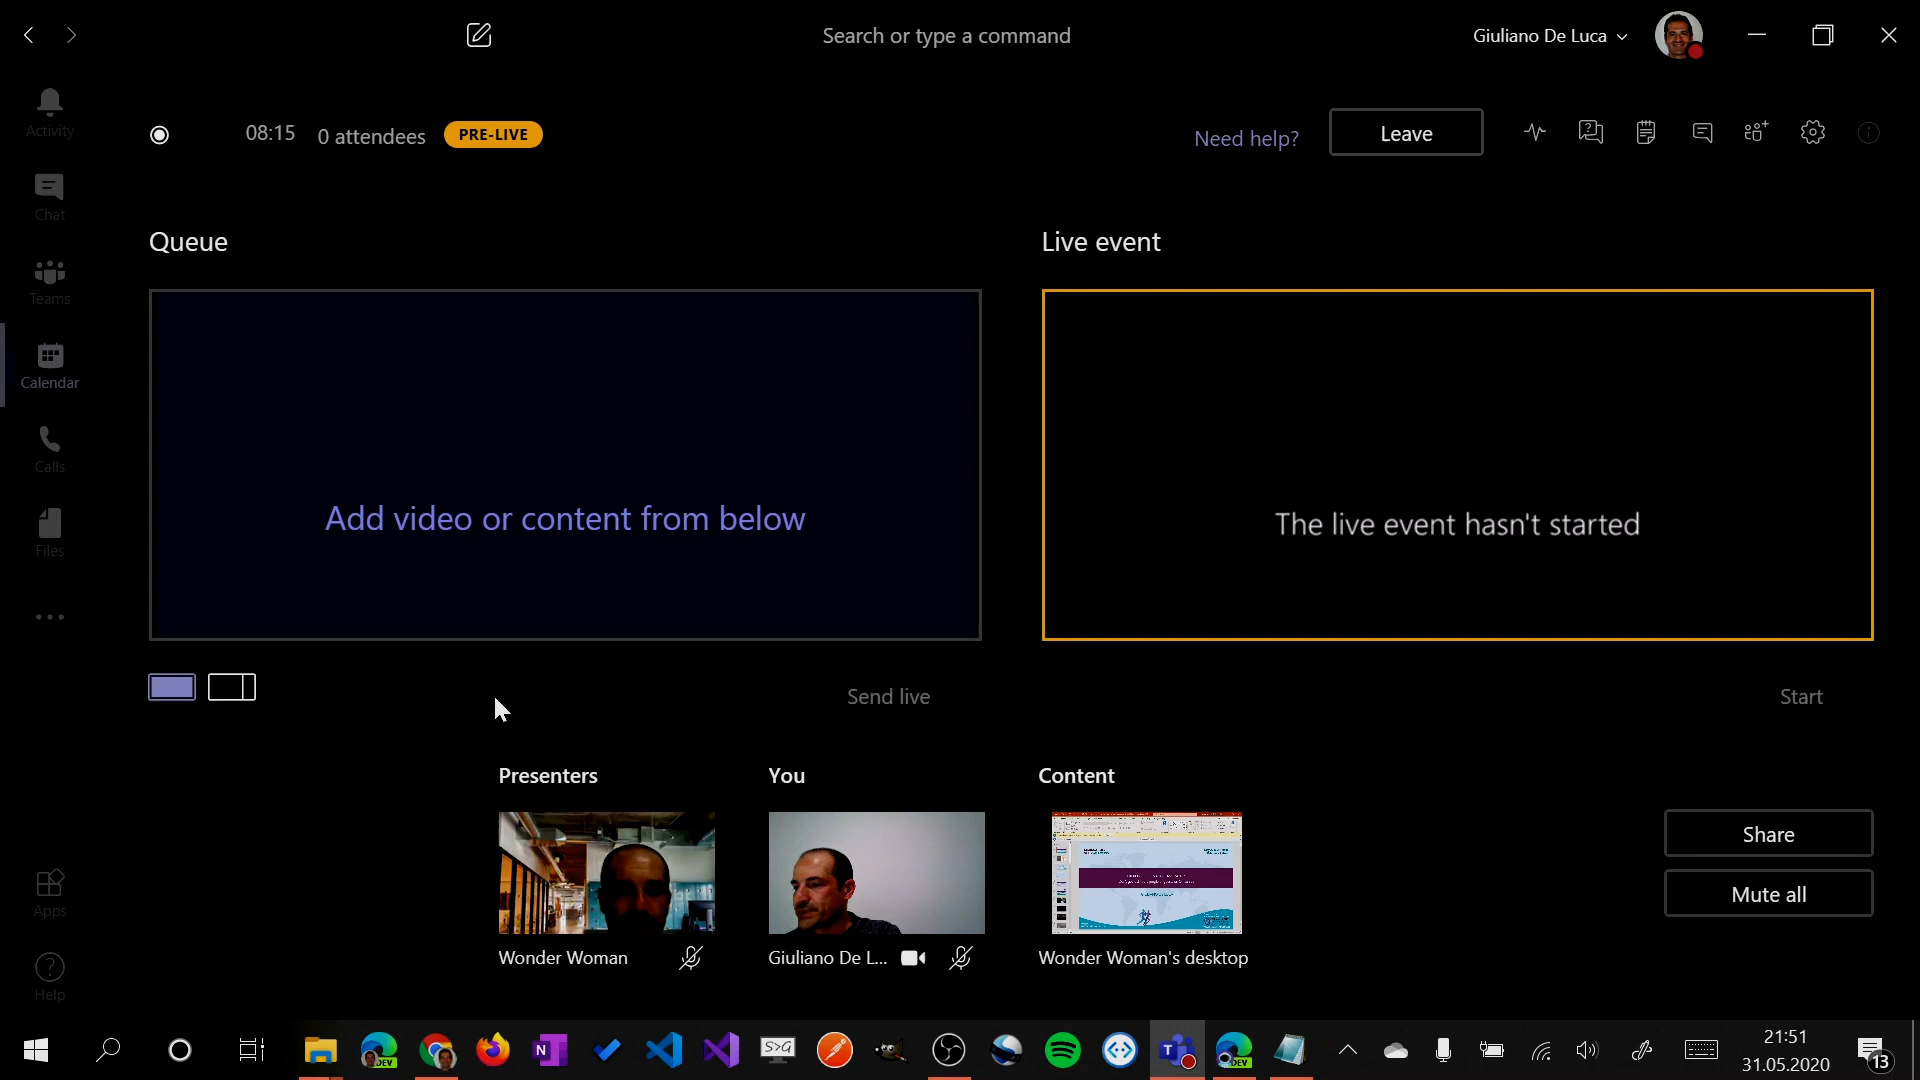 Search or type a command
Giuliano De Luca
Activity
08:15
0 attendees
PRE-LIVE
Need help?
Leave
Chat
Queue
Live event
Teams
Calendar
Calls
Add video or content from below
The live event hasn't started
Files
Send live
Start
Presenters
You
Content
Share
Mute all
Apps
Wonder Woman
Giuliano De L...
Wonder Woman's desktop
Help
DEV
N
S>G
T
DEV
21:51
31.05.2020
13